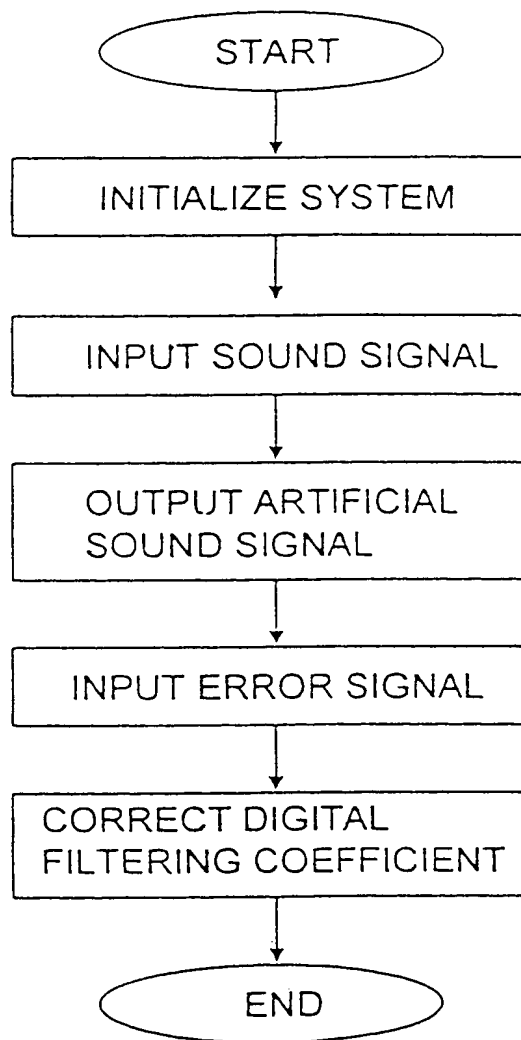 START
INITIALIZE SYSTEM
INPUT SOUND SIGNAL
OUTPUT ARTIFICIAL
SOUND SIGNAL
INPUT ERROR SIGNAL
CORRECT DIGITAL
FILTERING COEFFICIENT
END